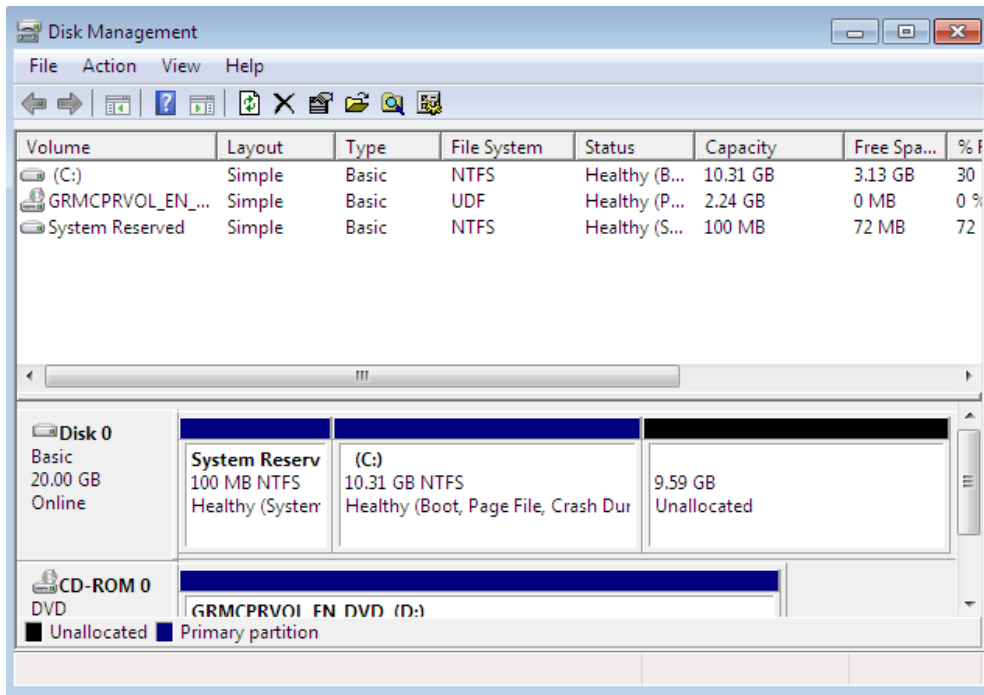 Disk Management
File Action View Help
Volume Layout Type File System Status Capacity Free Spa... % F
(C:) Simple Basic NTFS Healthy (B... 10.31 GB 3.13 GB 30
GRMCPRVOL_EN_... Simple Basic UDF Healthy (P... 2.24 GB 0 MB 0 %
System Reserved Simple Basic NTFS Healthy (S... 100 MB 72 MB 72
Disk 0
Basic
20.00 GB
Online
System Reserv
100 MB NTFS
Healthy (System
(C:)
10.31 GB NTFS
Healthy (Boot, Page File, Crash Dur
9.59 GB
Unallocated
CD-ROM 0
DVD
GRMCPRVOL_EN_DVD (D:)
Unallocated Primary partition